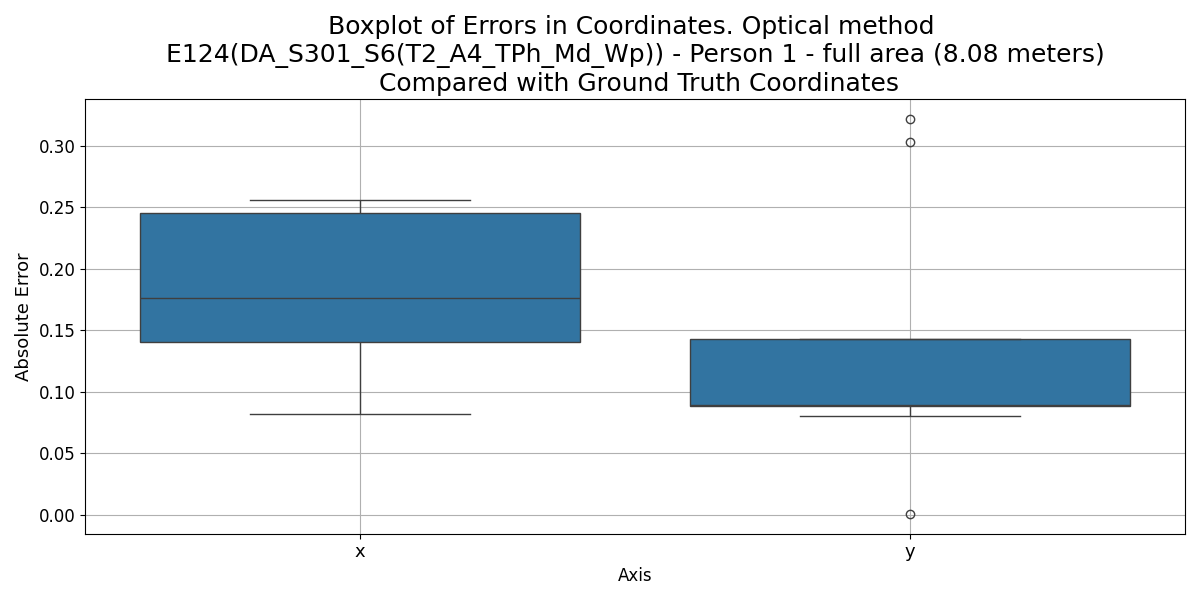 Boxplot of Errors in Coordinates. Optical method
E124(DA_S301_S6(T2_A4_TPh_Md_Wp)) - Person 1 - full area (8.08 meters)
Compared with Ground Truth Coordinates
0.30
0.25
0.20
0.15
0.10
0.05
0.00
Absolute Error
x
y
Axis